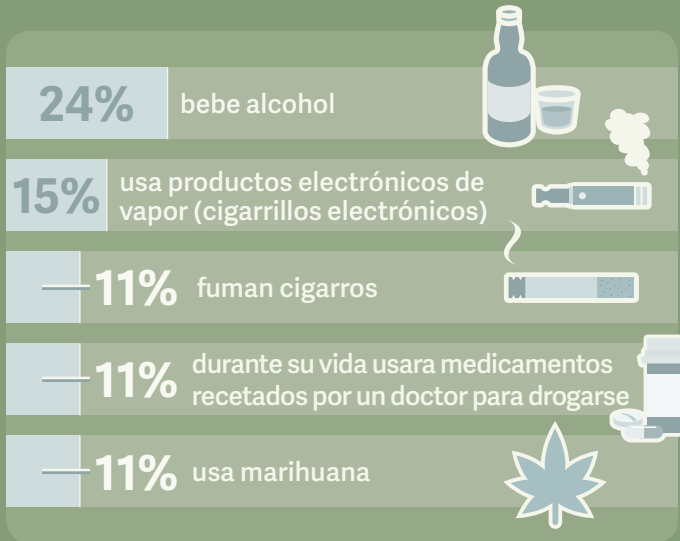 24% bebe alcohol
15% usa productos electrónicos de
vapor (cigarrillos electrónicos)
11% fuman cigarros
11% durante su vida usara medicamentos
recetados por un doctor para drogarse
11% usa marihuana